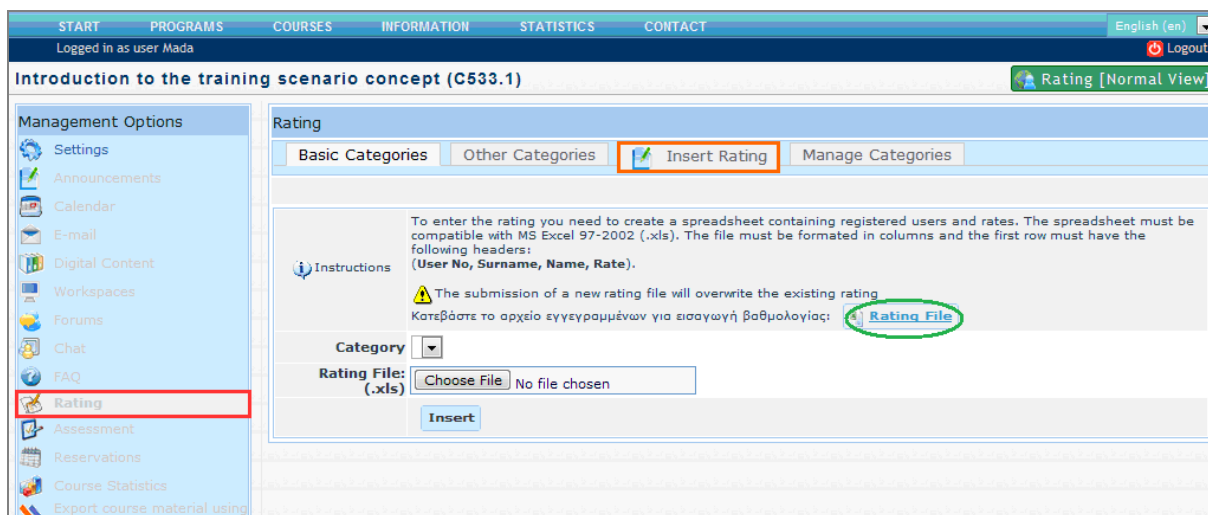 START PROGRAMS COURSES INFORMATION STATISTICS CONTACT English (en)
Logged in as user Mada Logout
Introduction to the training scenario concept (C533.1) Rating [Normal View]
Management Options
Settings
Announcements
Calendar
E-mail
Digital Content
Workspaces
Forums
Chat
FAQ
Rating
Assessment
Reservations
Course Statistics
Export course material using
Rating
Basic Categories Other Categories Insert Rating Manage Categories
Instructions
To enter the rating you need to create a spreadsheet containing registered users and rates. The spreadsheet must be
compatible with MS Excel 97-2002 (.xls). The file must be formated in columns and the first row must have the
following headers:
(User No, Surname, Name, Rate).
The submission of a new rating file will overwrite the existing rating
Κατεβάστε το αρχείο εγγεγραμμένων για εισαγωγή βαθμολογίας: Rating File
Category
Rating File:
(.xls)
Choose File No file chosen
Insert